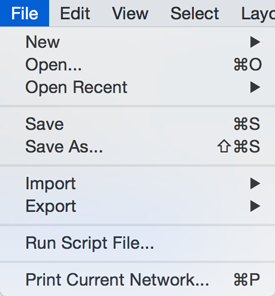 File Edit View Select Layo
New ▶
Open... ⌘O
Open Recent ▶
Save ⌘S
Save As... ⇧⌘S
Import ▶
Export ▶
Run Script File...
Print Current Network... ⌘P